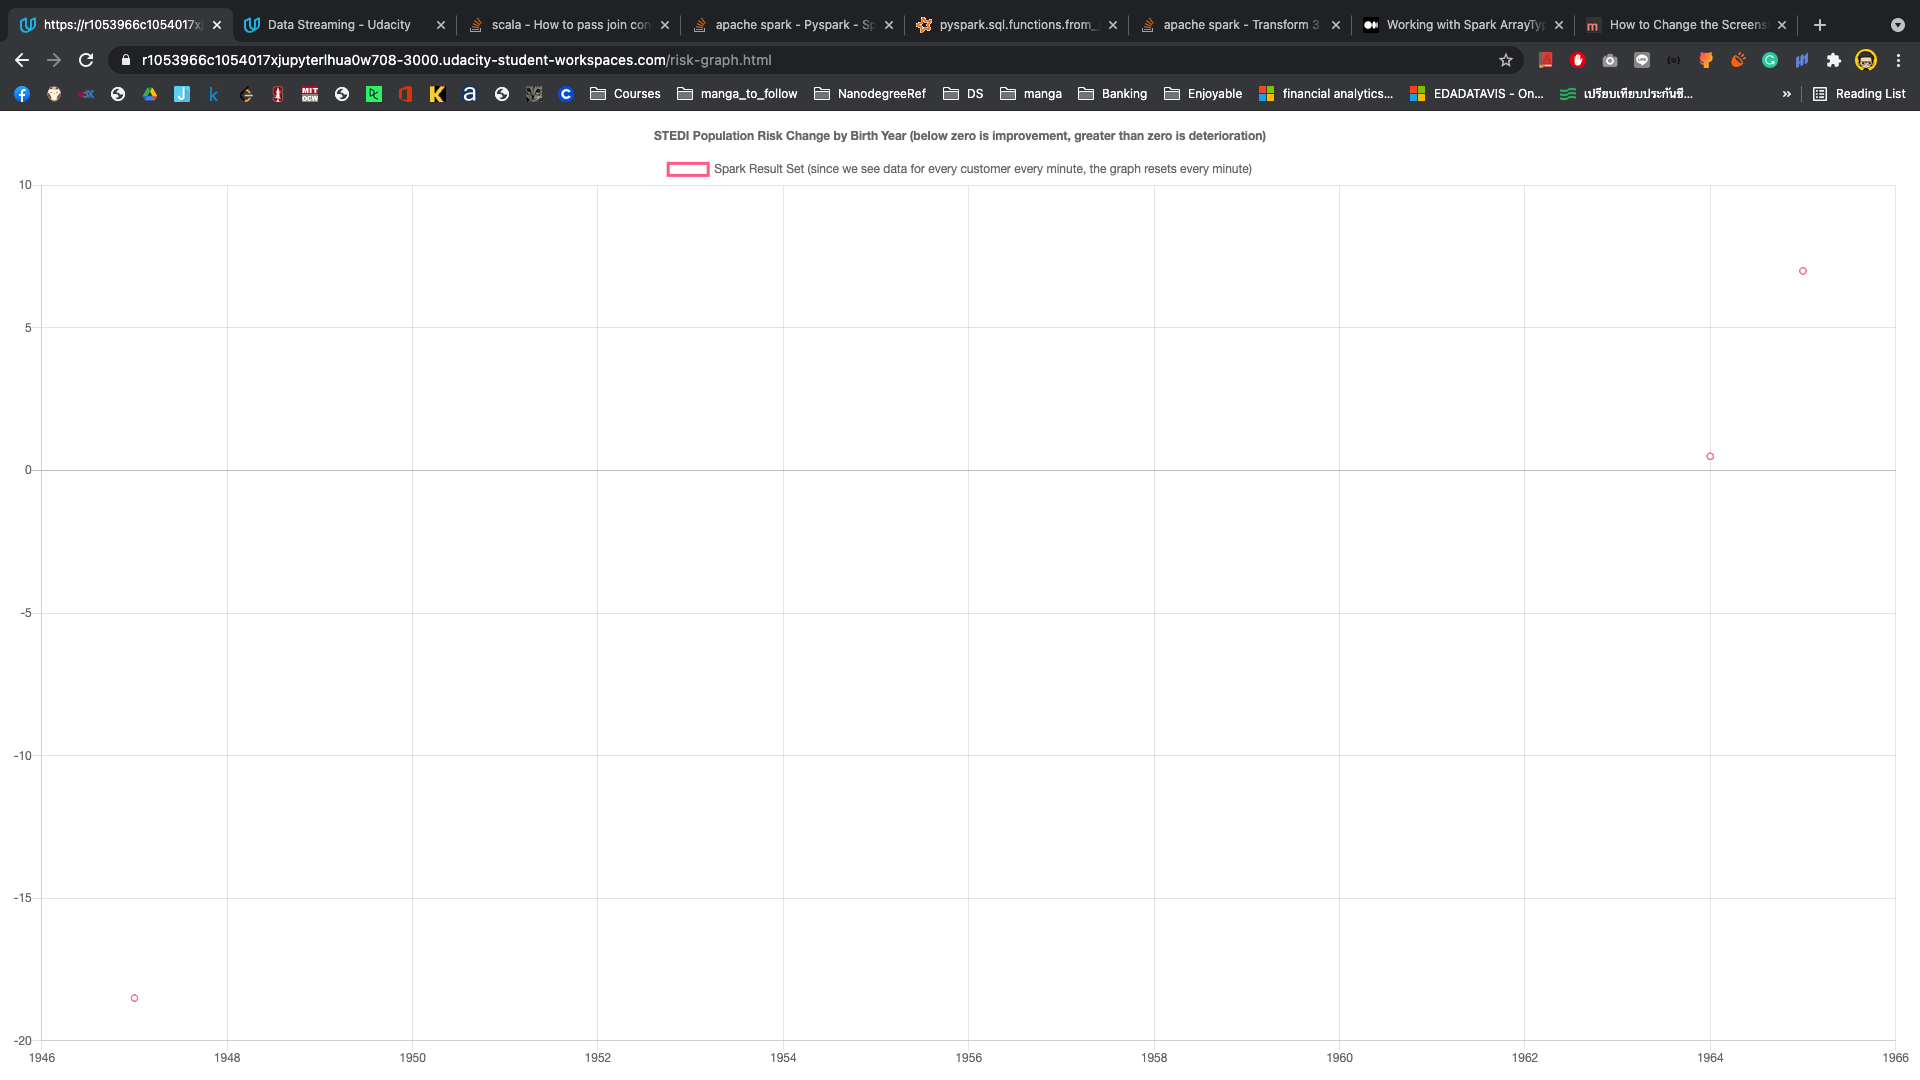 https://r1053966c1054017xj
Data Streaming - Udacity
scala - How to pass join con
apache spark - Pyspark - Sp
pyspark.sql.functions.from_
apache spark - Transform 3
Working with Spark ArrayTyp
How to Change the Screens
r1053966c1054017xjupyterlhua0w708-3000.udacity-student-workspaces.com/risk-graph.html
Courses
manga_to_follow
NanodegreeRef
DS
manga
Banking
Enjoyable
financial analytics...
EDADATAVIS - On...
เปรียบเทียบประกันชี...
»
Reading List
STEDI Population Risk Change by Birth Year (below zero is improvement, greater than zero is deterioration)
Spark Result Set (since we see data for every customer every minute, the graph resets every minute)
10
5
0
-5
-10
-15
-20
1946 1948 1950 1952 1954 1956 1958 1960 1962 1964 1966